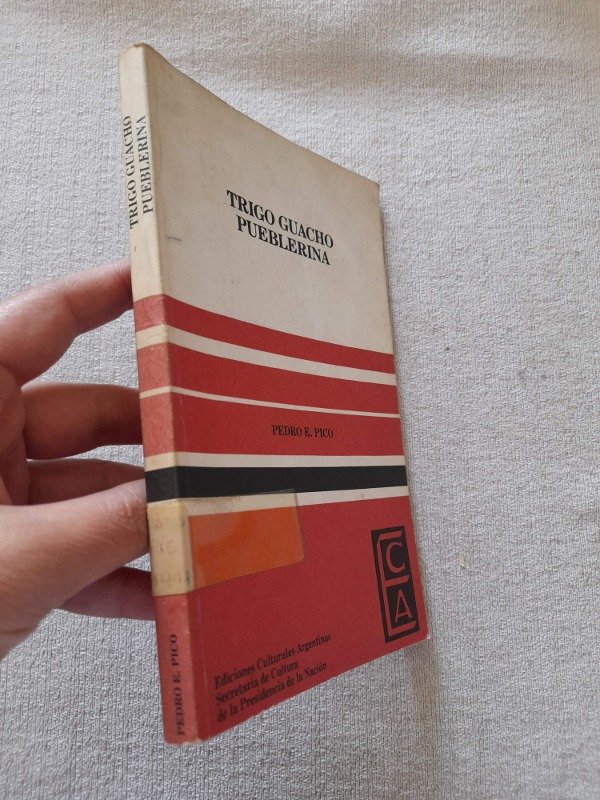 TRIGO GUACHO
PUEBLERINA
PEDRO E. PICO
TRIGO GUACHO
PUEBLERINA
PEDRO E. PICO
ECA
Ediciones Culturales Argentinas
Secretaría de Cultura
de la Presidencia de la Nación